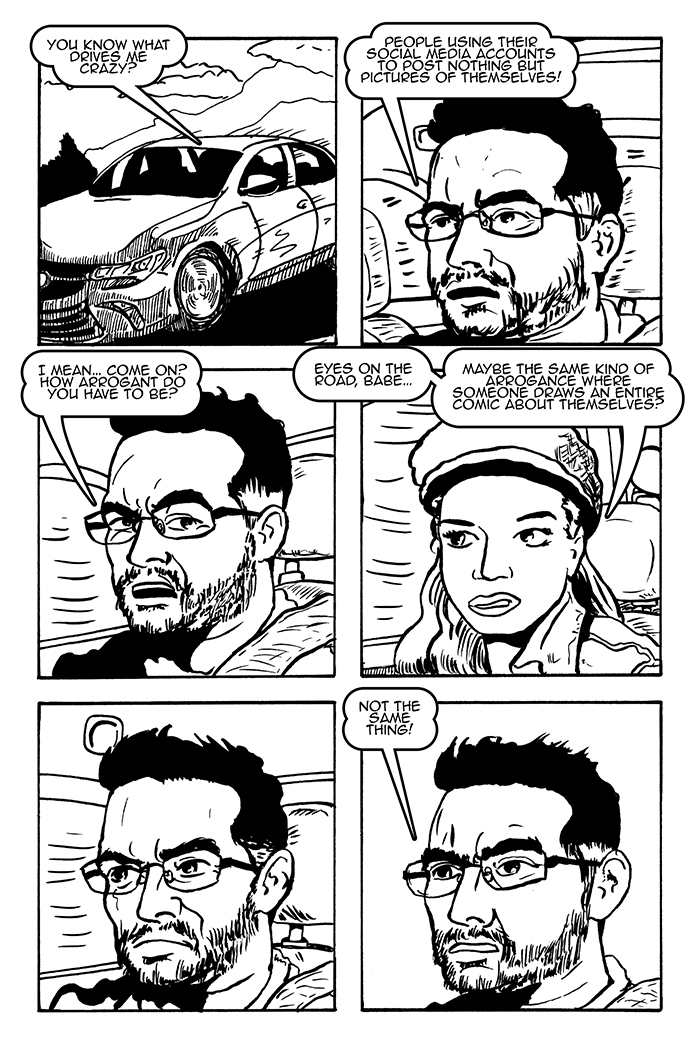 YOU KNOW WHAT
DRIVES ME
CRAZY?
PEOPLE USING THEIR
SOCIAL MEDIA ACCOUNTS
TO POST NOTHING BUT
PICTURES OF THEMSELVES!
I MEAN... COME ON?
HOW ARROGANT DO
YOU HAVE TO BE?
EYES ON THE
ROAD, BABE...
MAYBE THE SAME KIND OF
ARROGANCE WHERE
SOMEONE DRAWS AN ENTIRE
COMIC ABOUT THEMSELVES?
NOT THE
SAME
THING!